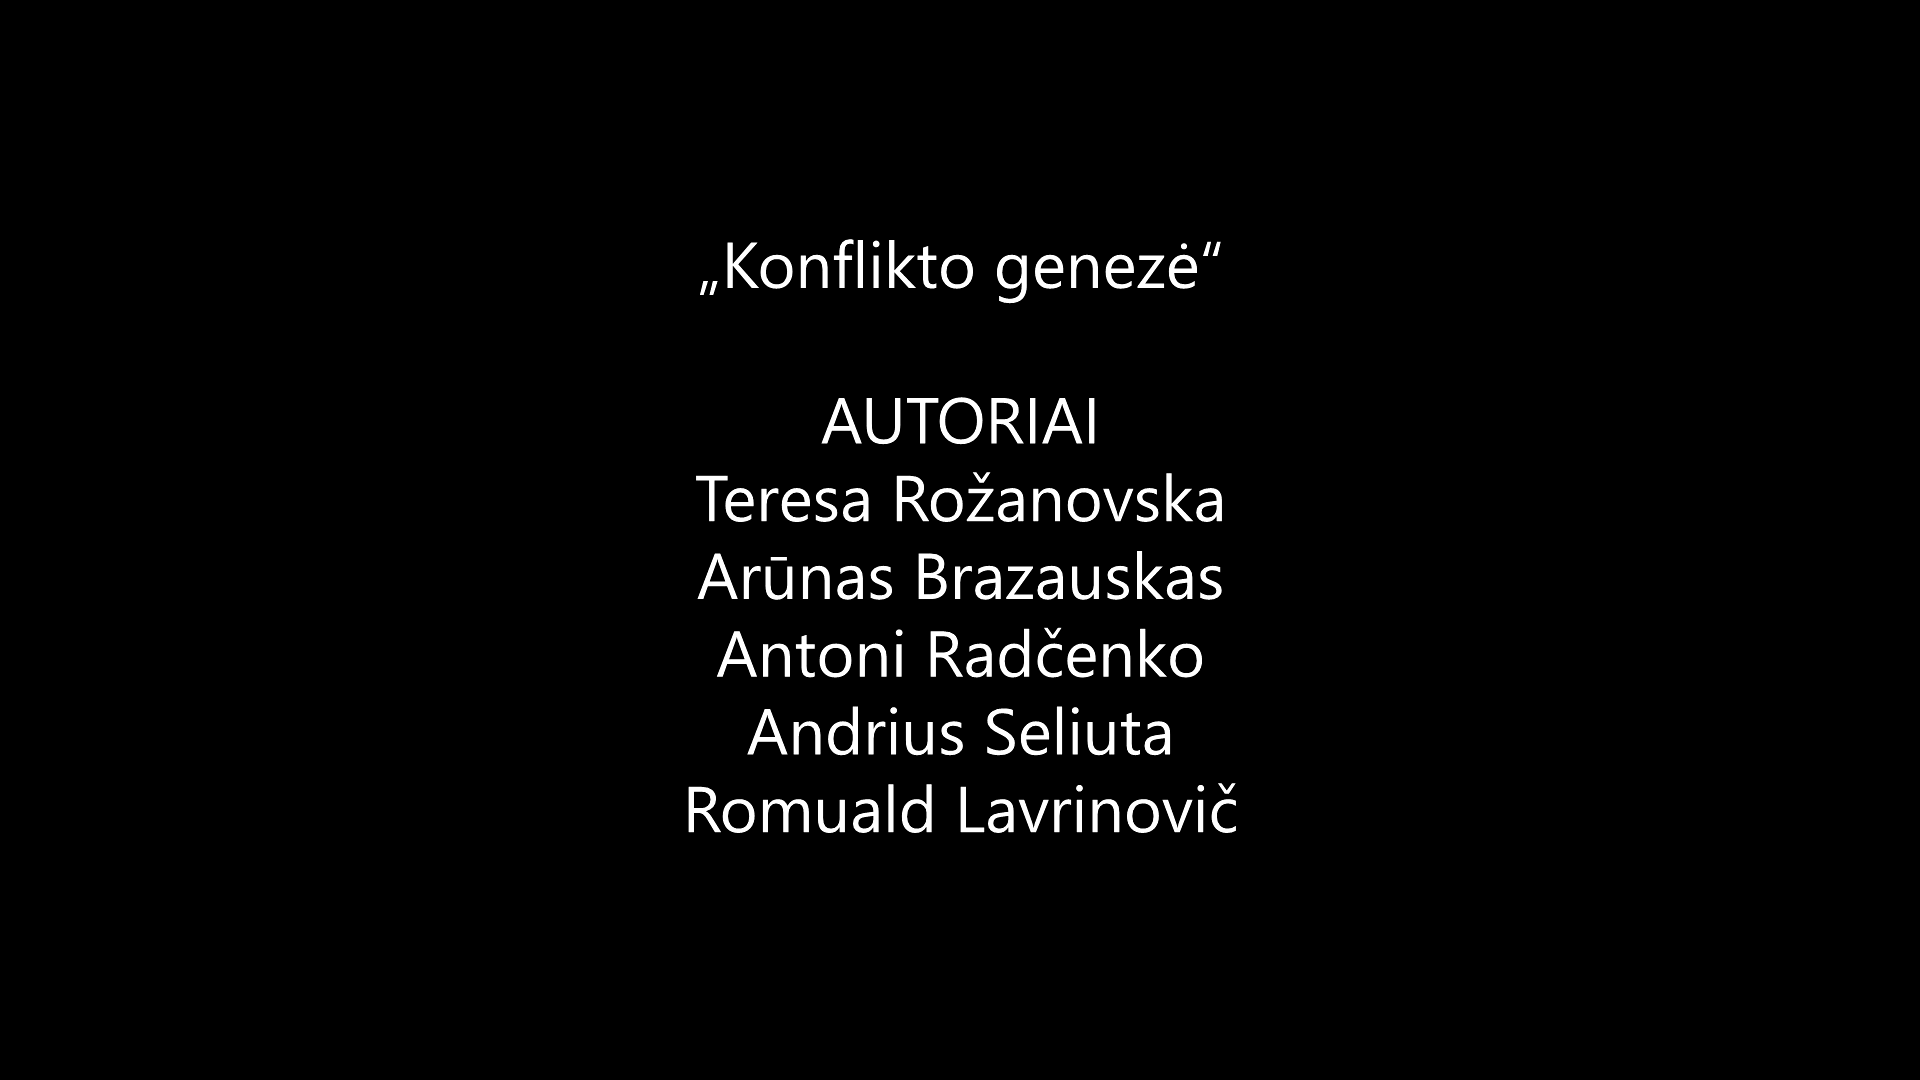 „Konflikto genezė“
AUTORIAI
Teresa Rožanovska
Arūnas Brazauskas
Antoni Radčenko
Andrius Seliuta
Romuald Lavrinovič